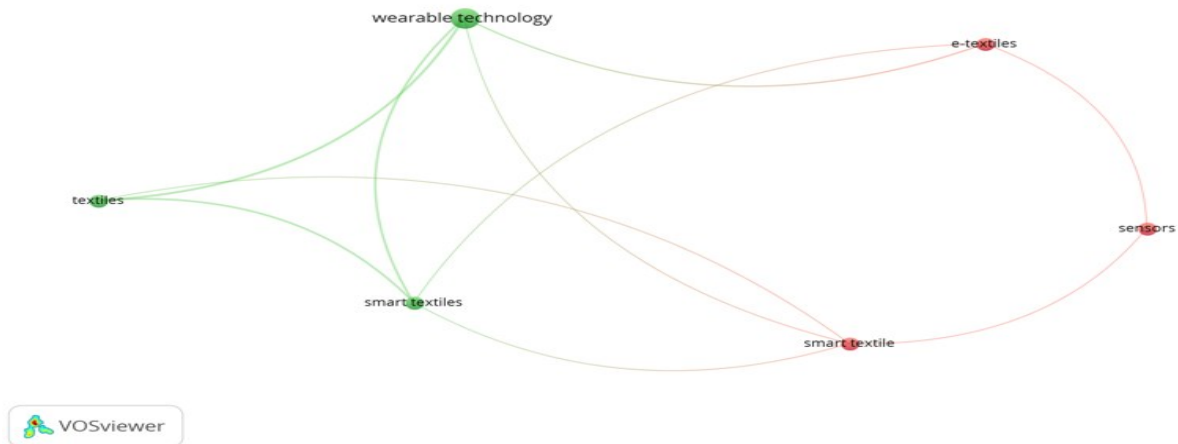 wearable technology
e-textiles
textiles
sensors
smart textiles
smart textile
VOSviewer